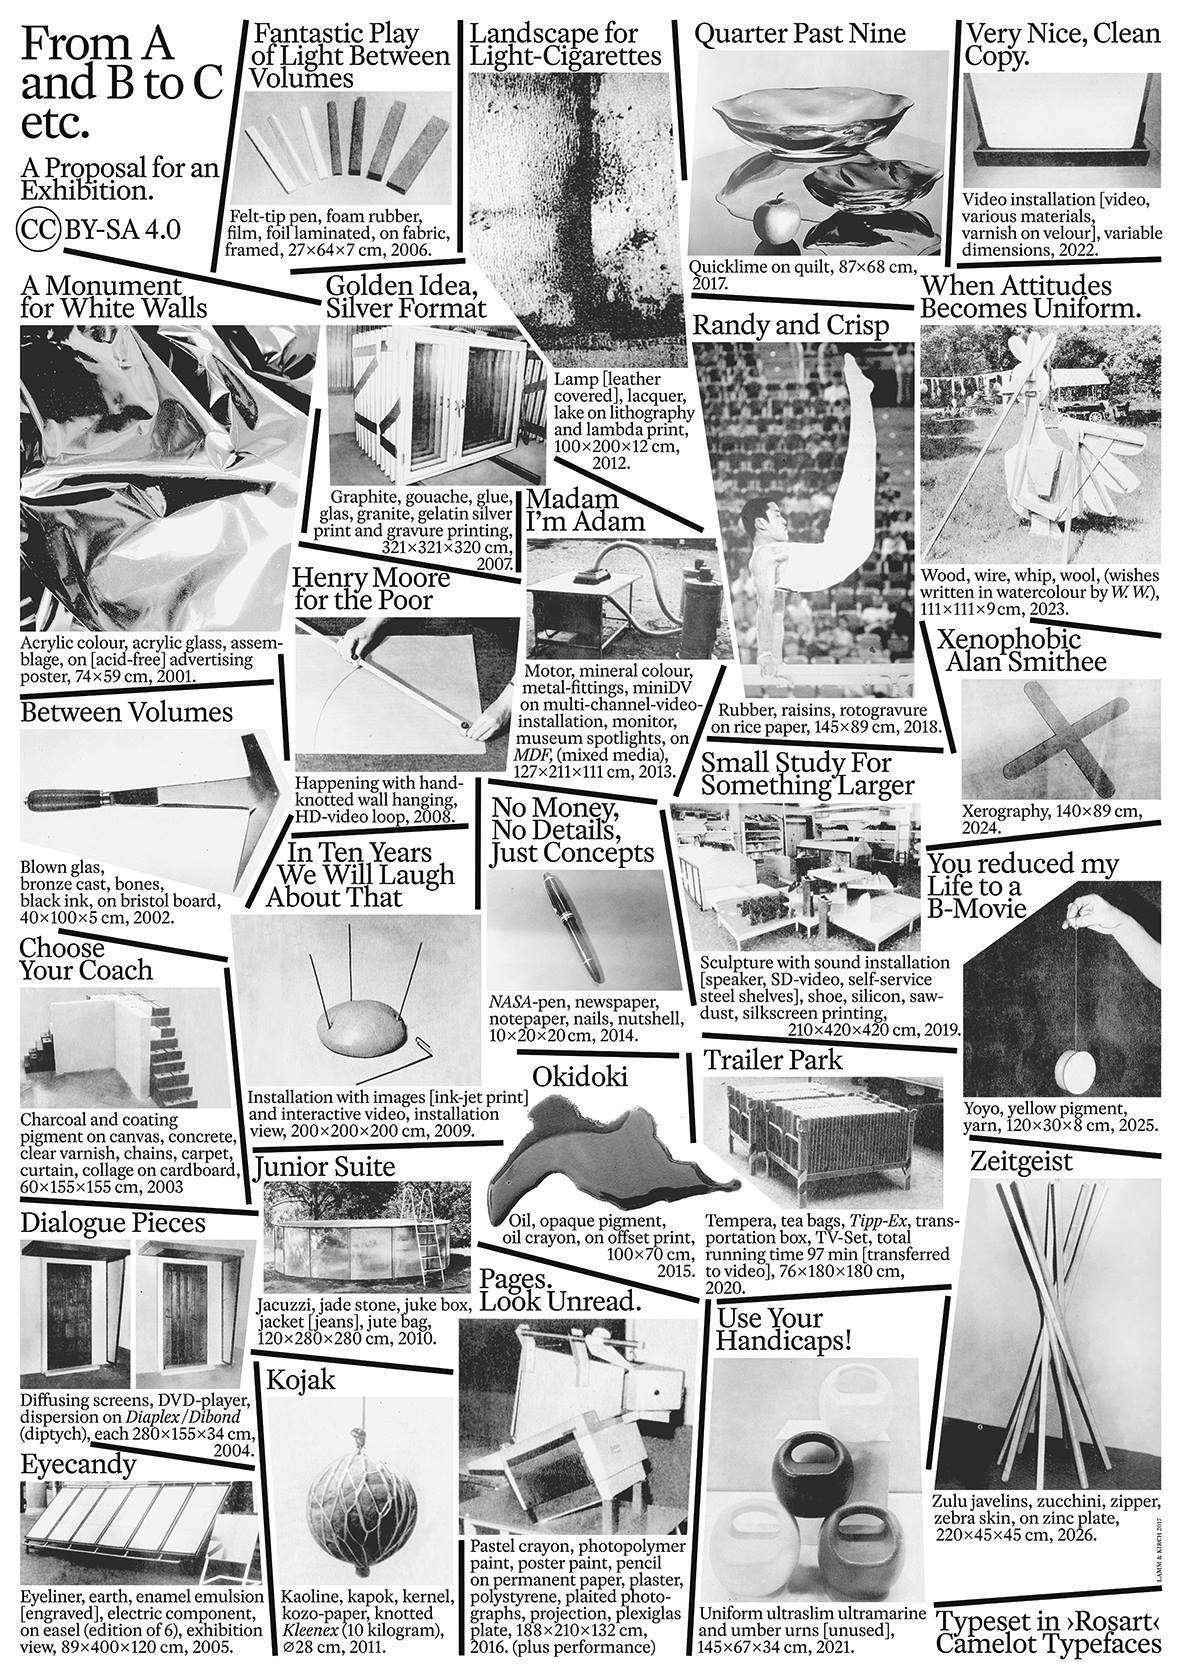 From A
and B to C
etc.
A Proposal for an
Exhibition.
CC BY-SA 4.0
Fantastic Play
of Light Between
Volumes
Felt-tip pen, foam rubber,
film, foil laminated, on fabric,
framed, 27×64×7 cm, 2006.
Landscape for
Light-Cigarettes
Lamp [leather
covered], lacquer,
lake on lithography
and lambda print,
100×200×12 cm,
2012.
Quarter Past Nine
Quicklime on quilt, 87×68 cm,
2017.
Very Nice, Clean
Copy.
Video installation [video,
various materials,
varnish on velour], variable
dimensions, 2022.
A Monument
for White Walls
Acrylic colour, acrylic glass, assem-
blage, on [acid-free] advertising
poster, 74×59 cm, 2001.
Golden Idea,
Silver Format
Graphite, gouache, glue,
glas, granite, gelatin silver
print and gravure printing,
321×321×320 cm,
2007.
Madam
I'm Adam
Motor, mineral colour,
metal-fittings, miniDV
on multi-channel-video-
installation, monitor,
museum spotlights, on
MDF, (mixed media),
127×211×111 cm, 2013.
Randy and Crisp
Rubber, raisins, rotogravure
on rice paper, 145×89 cm, 2018.
When Attitudes
Becomes Uniform.
Wood, wire, whip, wool, (wishes
written in watercolour by W. W.),
111×111×9 cm, 2023.
Henry Moore
for the Poor
Happening with hand-
knotted wall hanging,
HD-video loop, 2008.
Xenophobic
Alan Smithee
Xerography, 140×89 cm,
2024.
Between Volumes
Blown glas,
bronze cast, bones,
black ink, on bristol board,
40×100×5 cm, 2002.
In Ten Years
We Will Laugh
About That
Installation with images [ink-jet print]
and interactive video, installation
view, 200×200×200 cm, 2009.
No Money,
No Details,
Just Concepts
NASA-pen, newspaper,
notepaper, nails, nutshell,
10×20×20 cm, 2014.
Small Study For
Something Larger
Sculpture with sound installation
[speaker, SD-video, self-service
steel shelves], shoe, silicon, saw-
dust, silkscreen printing,
210×420×420 cm, 2019.
You reduced my
Life to a
B-Movie
Yoyo, yellow pigment,
yarn, 120×30×8 cm, 2025.
Choose
Your Coach
Charcoal and coating
pigment on canvas, concrete,
clear varnish, chains, carpet,
curtain, collage on cardboard,
60×155×155 cm, 2003
Okidoki
Oil, opaque pigment,
oil crayon, on offset print,
100×70 cm,
2015.
Trailer Park
Tempera, tea bags, Tipp-Ex, trans-
portation box, TV-Set, total
running time 97 min [transferred
to video], 76×180×180 cm,
2020.
Junior Suite
Jacuzzi, jade stone, juke box,
jacket [jeans], jute bag,
120×280×280 cm, 2010.
Zeitgeist
Zulu javelins, zucchini, zipper,
zebra skin, on zinc plate,
220×45×45 cm, 2026.
Dialogue Pieces
Diffusing screens, DVD-player,
dispersion on Diaplex/Dibond
(diptych), each 280×155×34 cm,
2004.
Pages.
Look Unread.
Pastel crayon, photopolymer
paint, poster paint, pencil
on permanent paper, plaster,
polystyrene, plaited photo-
graphs, projection, plexiglas
plate, 188×210×132 cm,
2016. (plus performance)
Use Your
Handicaps!
Uniform ultraslim ultramarine
and umber urns [unused],
145×67×34 cm, 2021.
Kojak
Kaoline, kapok, kernel,
kozo-paper, knotted
Kleenex (10 kilogram),
⌀28 cm, 2011.
Eyecandy
Eyeliner, earth, enamel emulsion
[engraved], electric component,
on easel (edition of 6), exhibition
view, 89×400×120 cm, 2005.
LAMM & KIRCH 2017
Typeset in ›Rosart‹
Camelot Typefaces